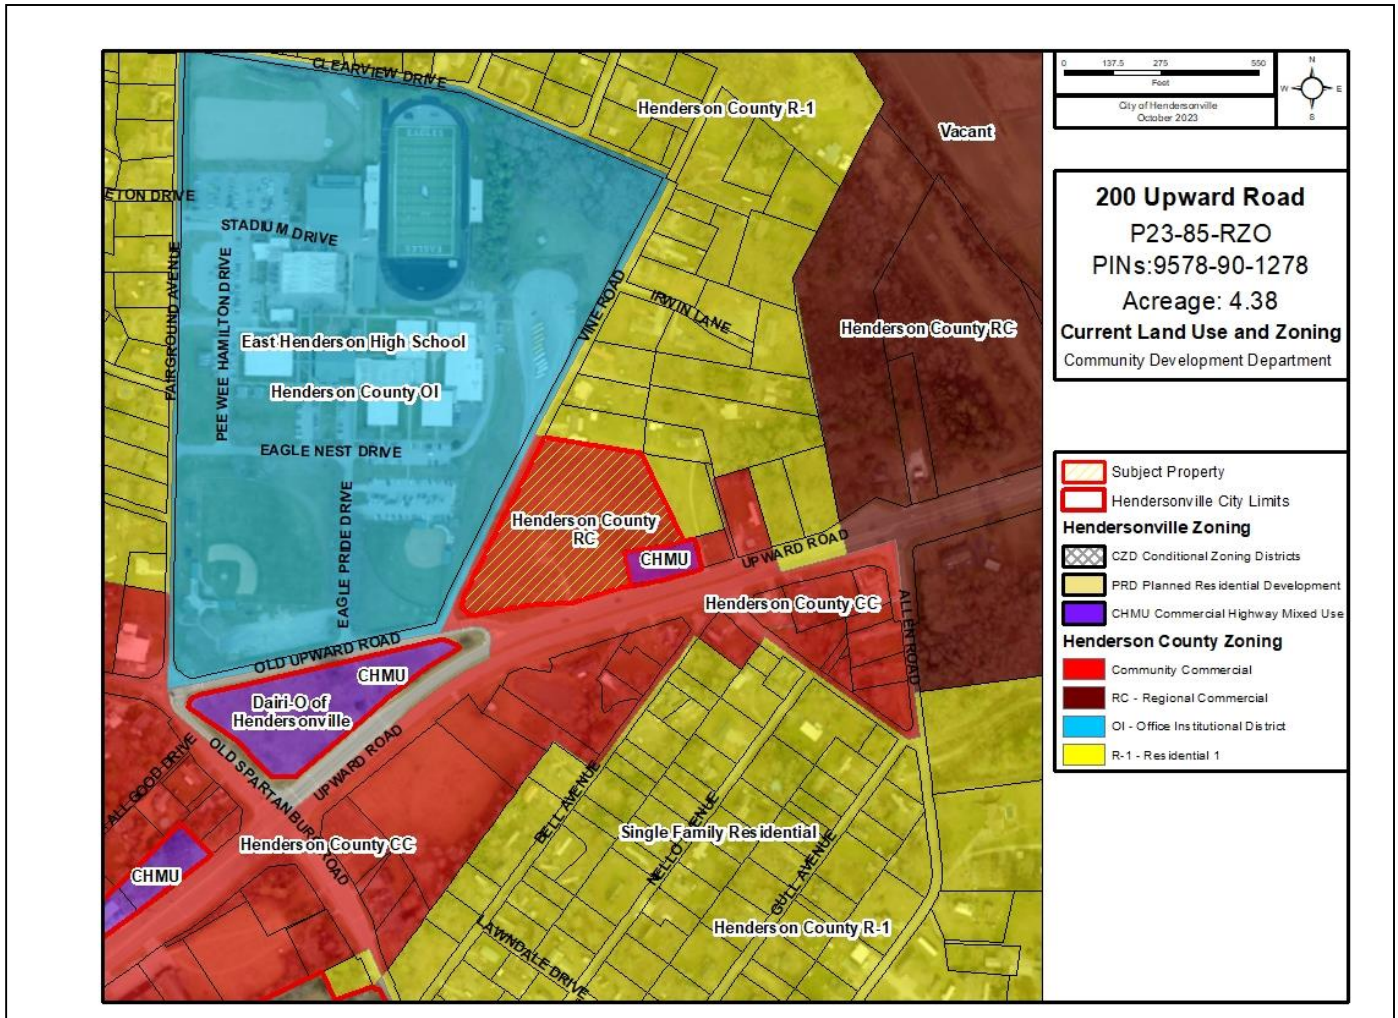 CLEARVIEW DRIVE
Henderson County R-1
Vacant
ETON DRIVE
STADIUM DRIVE
FAIRGROUND AVENUE
PEE WEE HAMILTON DRIVE
VINE ROAD
IRWIN LANE
Henderson County RC
East Henderson High School
Henderson County OI
EAGLE NEST DRIVE
EAGLE PRIDE DRIVE
Henderson County
RC
CHMU
UPWARD ROAD
Henderson County CC
ALLEN ROAD
OLD UPWARD ROAD
CHMU
Dairi-O of
Hendersonville
OLD SPARTANBURG ROAD
UPWARD ROAD
ALLGOOD DRIVE
Henderson County CC
CHMU
BELL AVENUE
Single Family Residential
NELLO AVENUE
GULL AVENUE
Henderson County R-1
LAWNDALE DRIVE
0 137.5 275 550
Feet
City of Hendersonville
October 2023
N
W E
S
200 Upward Road
P23-85-RZO
PINs:9578-90-1278
Acreage: 4.38
Current Land Use and Zoning
Community Development Department
Subject Property
Hendersonville City Limits
Hendersonville Zoning
CZD Conditional Zoning Districts
PRD Planned Residential Development
CHMU Commercial Highway Mixed Use
Henderson County Zoning
Community Commercial
RC - Regional Commercial
OI - Office Institutional District
R-1 - Residential 1